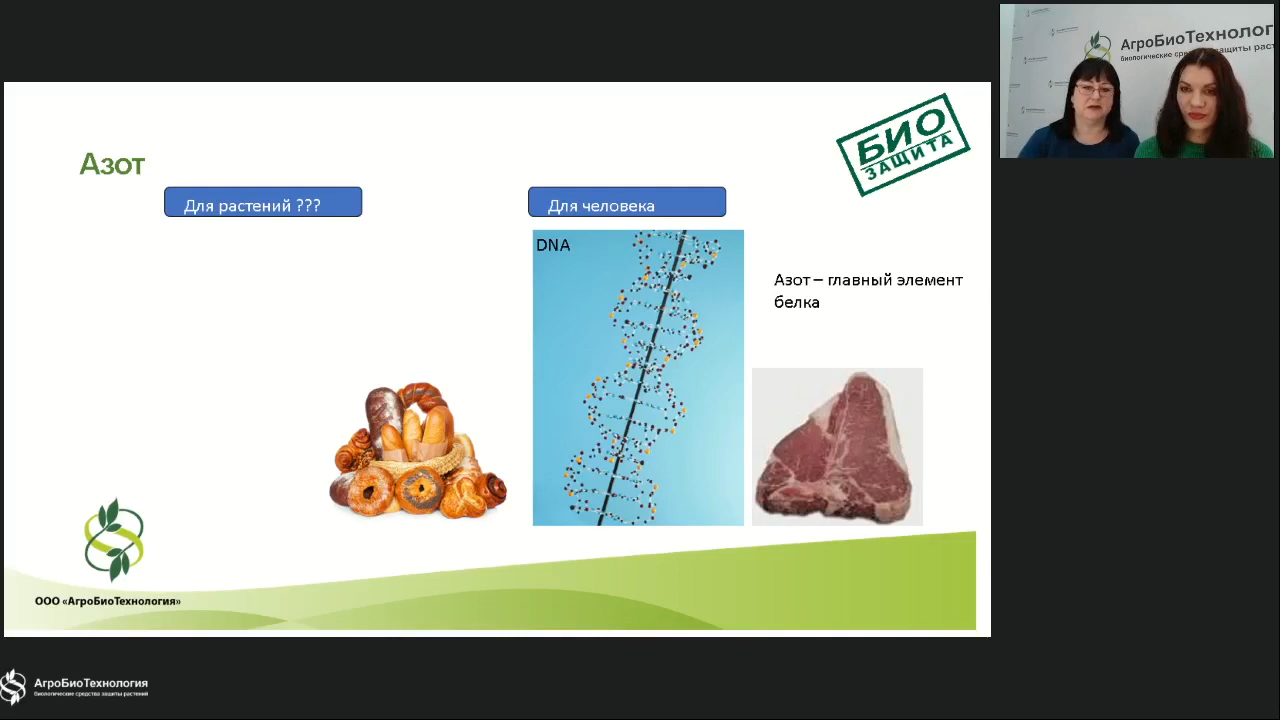 АгроБиоТехнолог
биологические средства защиты раст
БИО
ЗАЩИТА
Азот
Для растений ???
Для человека
DNA
Азот – главный элемент
белка
ООО «АгроБиоТехнология»
АгроБиоТехнология
биологические средства защиты растений